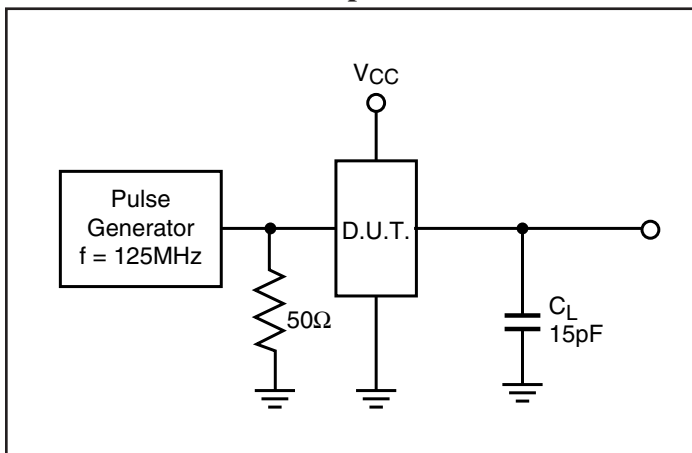 VCC
Pulse
Generator
f = 125MHz
D.U.T.
50Ω
CL
15pF